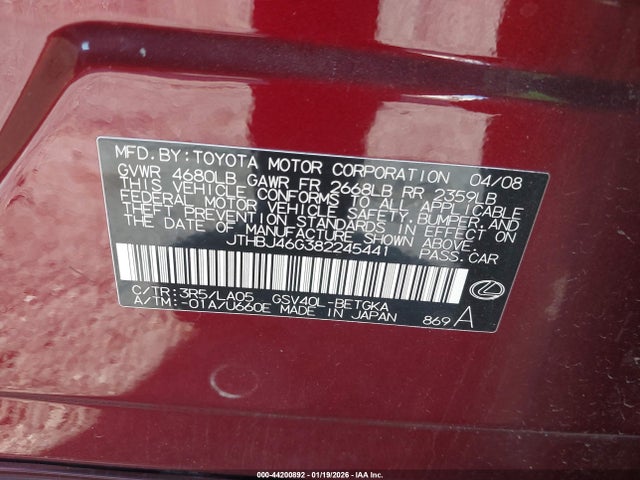 MFD. BY: TOYOTA MOTOR CORPORATION 04/08
GVWR 4680LB GAWR FR 2668LB RR 2359LB
THIS VEHICLE CONFORMS TO ALL APPLICABLE
FEDERAL MOTOR VEHICLE SAFETY, BUMPER, AND
THEFT PREVENTION STANDARDS IN EFFECT ON
THE DATE OF MANUFACTURE SHOWN ABOVE.
JTHBJ46G382245441 PASS. CAR
C/TR: 3R5/LA05 GSV40L-BETGKA
A/TM: -01A/U660E MADE IN JAPAN 869 A
000-44200892 - 01/19/2026 - IAA Inc.